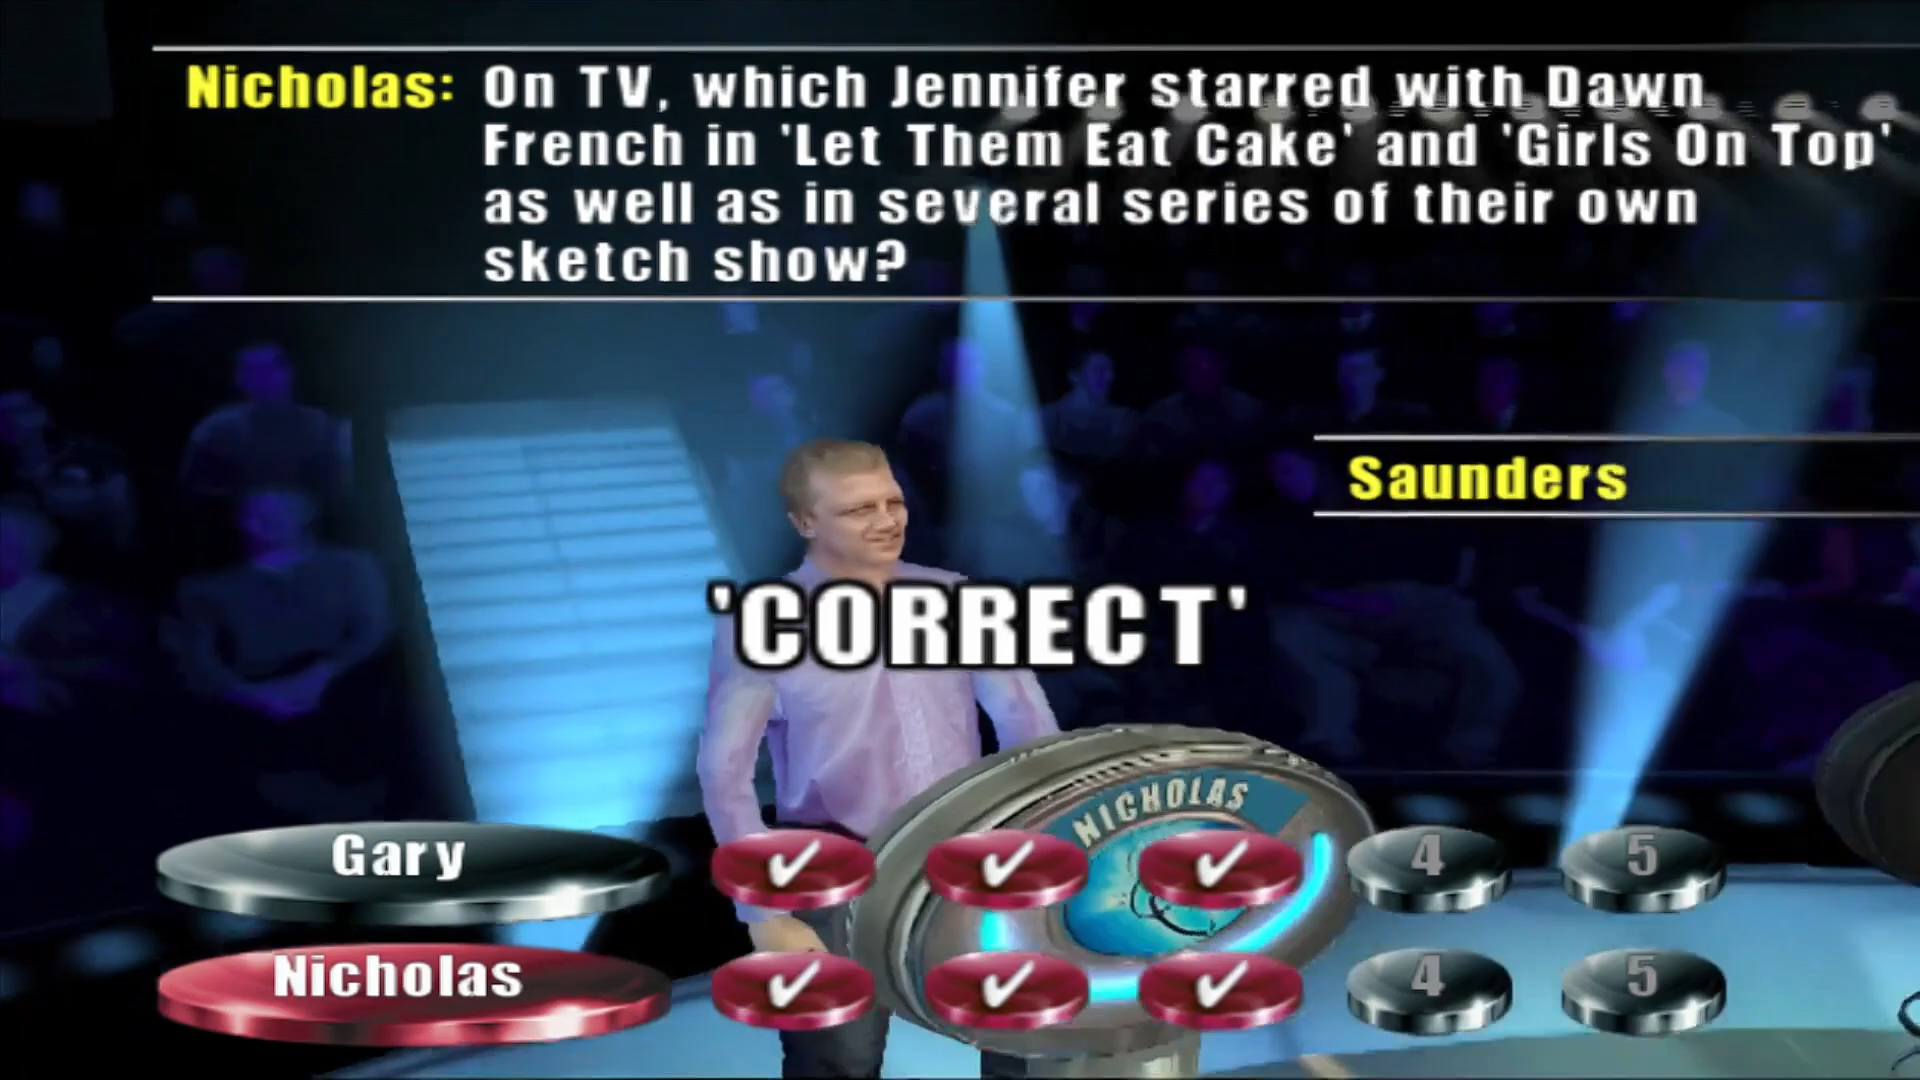 Nicholas: On TV, which Jennifer starred with Dawn
French in 'Let Them Eat Cake' and 'Girls On Top'
as well as in several series of their own
sketch show?
Saunders
'CORRECT'
NICHOLAS
Gary 4 5
Nicholas 4 5